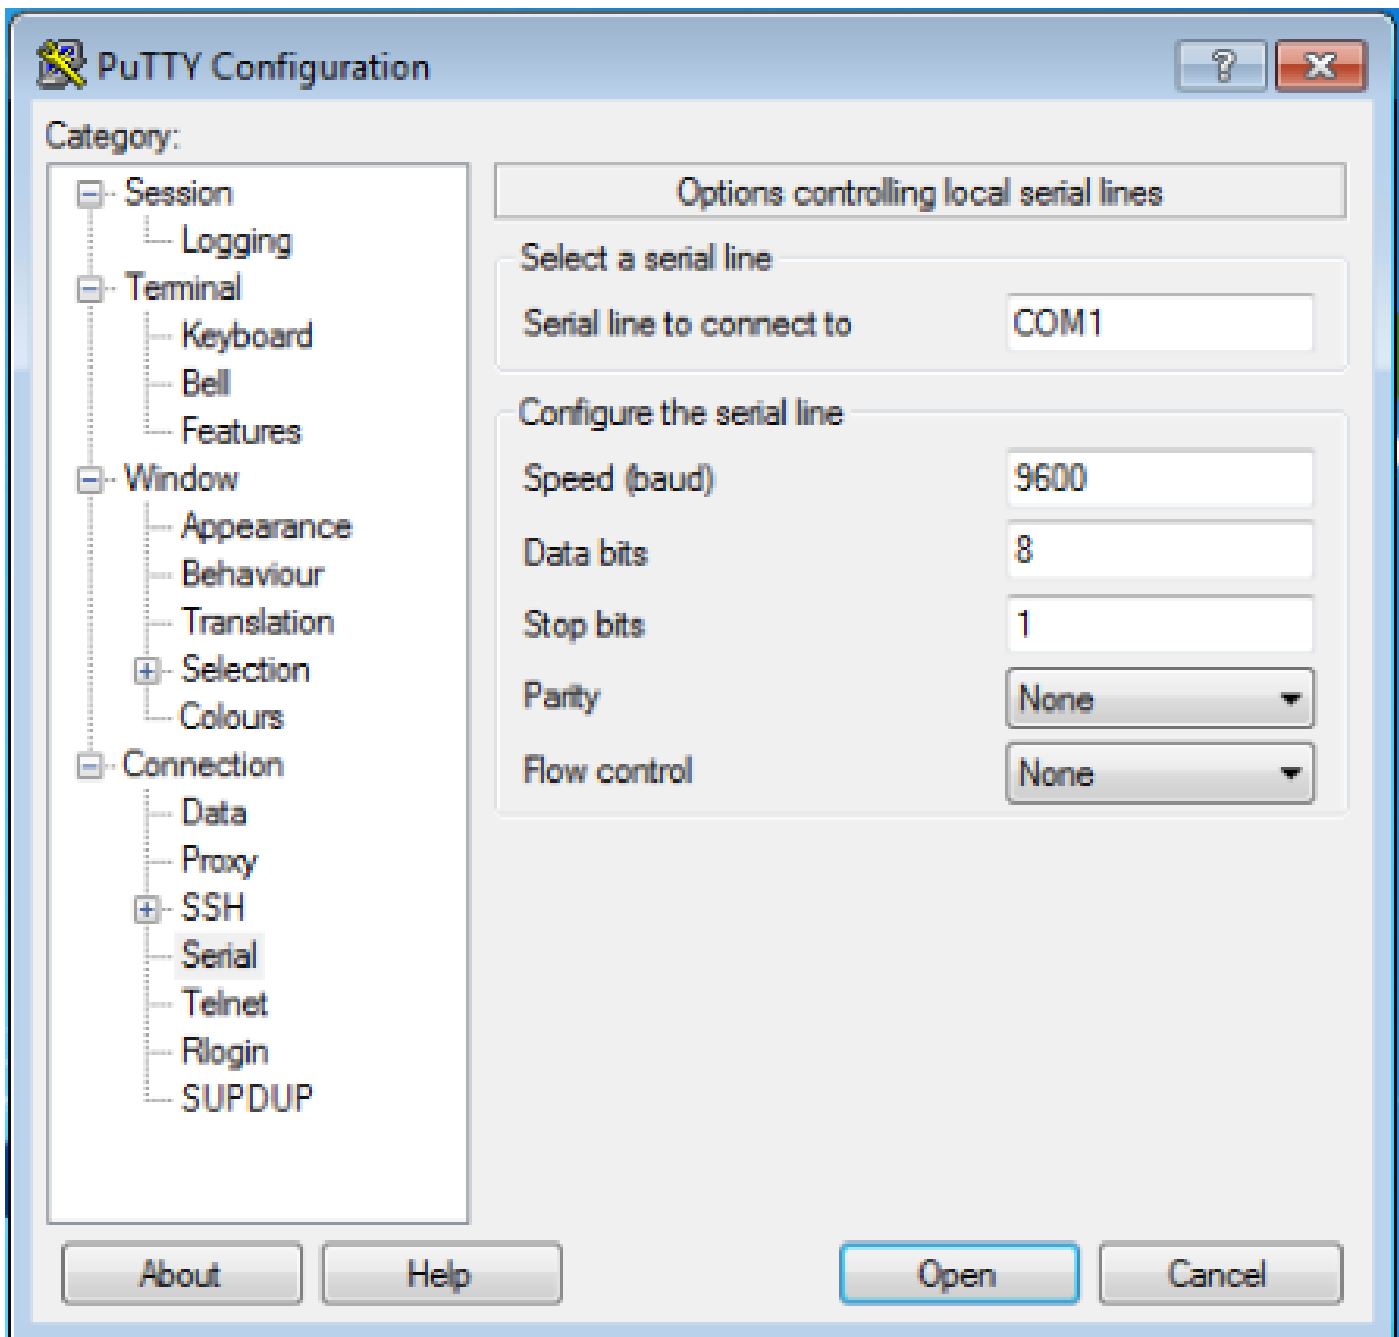 PuTTY Configuration
Category:
Session
Logging
Terminal
Keyboard
Bell
Features
Window
Appearance
Behaviour
Translation
Selection
Colours
Connection
Data
Proxy
SSH
Serial
Telnet
Rlogin
SUPDUP
Options controlling local serial lines
Select a serial line
Serial line to connect to COM1
Configure the serial line
Speed (baud) 9600
Data bits 8
Stop bits 1
Parity None
Flow control None
About Help Open Cancel